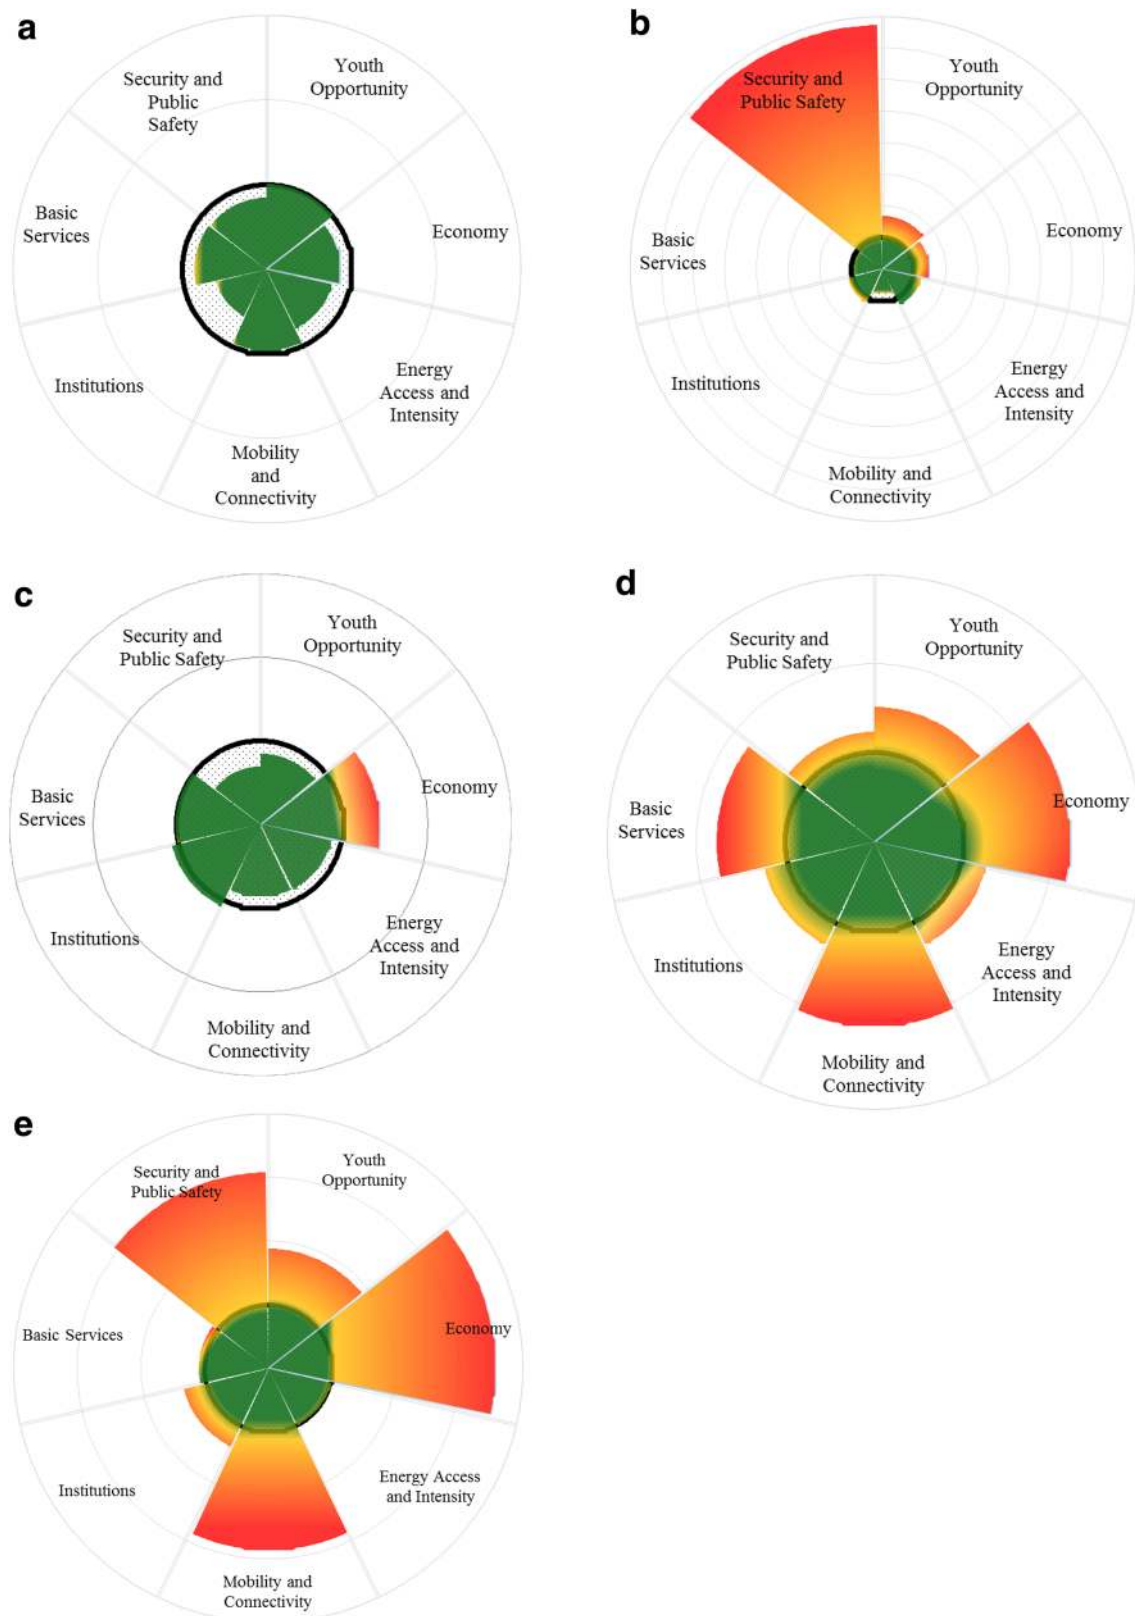 a
Security and
Public
Safety
Youth
Opportunity
Basic
Services
Economy
Institutions
Energy
Access and
Intensity
Mobility
and
Connectivity
b
Security and
Public Safety
Youth
Opportunity
Basic
Services
Economy
Institutions
Energy
Access and
Intensity
Mobility and
Connectivity
c
Security and
Public Safety
Youth
Opportunity
Basic
Services
Economy
Institutions
Energy
Access and
Intensity
Mobility and
Connectivity
d
Security and
Public Safety
Youth
Opportunity
Basic
Services
Economy
Institutions
Energy
Access and
Intensity
Mobility and
Connectivity
e
Security and
Public Safety
Youth
Opportunity
Basic Services
Economy
Institutions
Energy Access
and Intensity
Mobility and
Connectivity